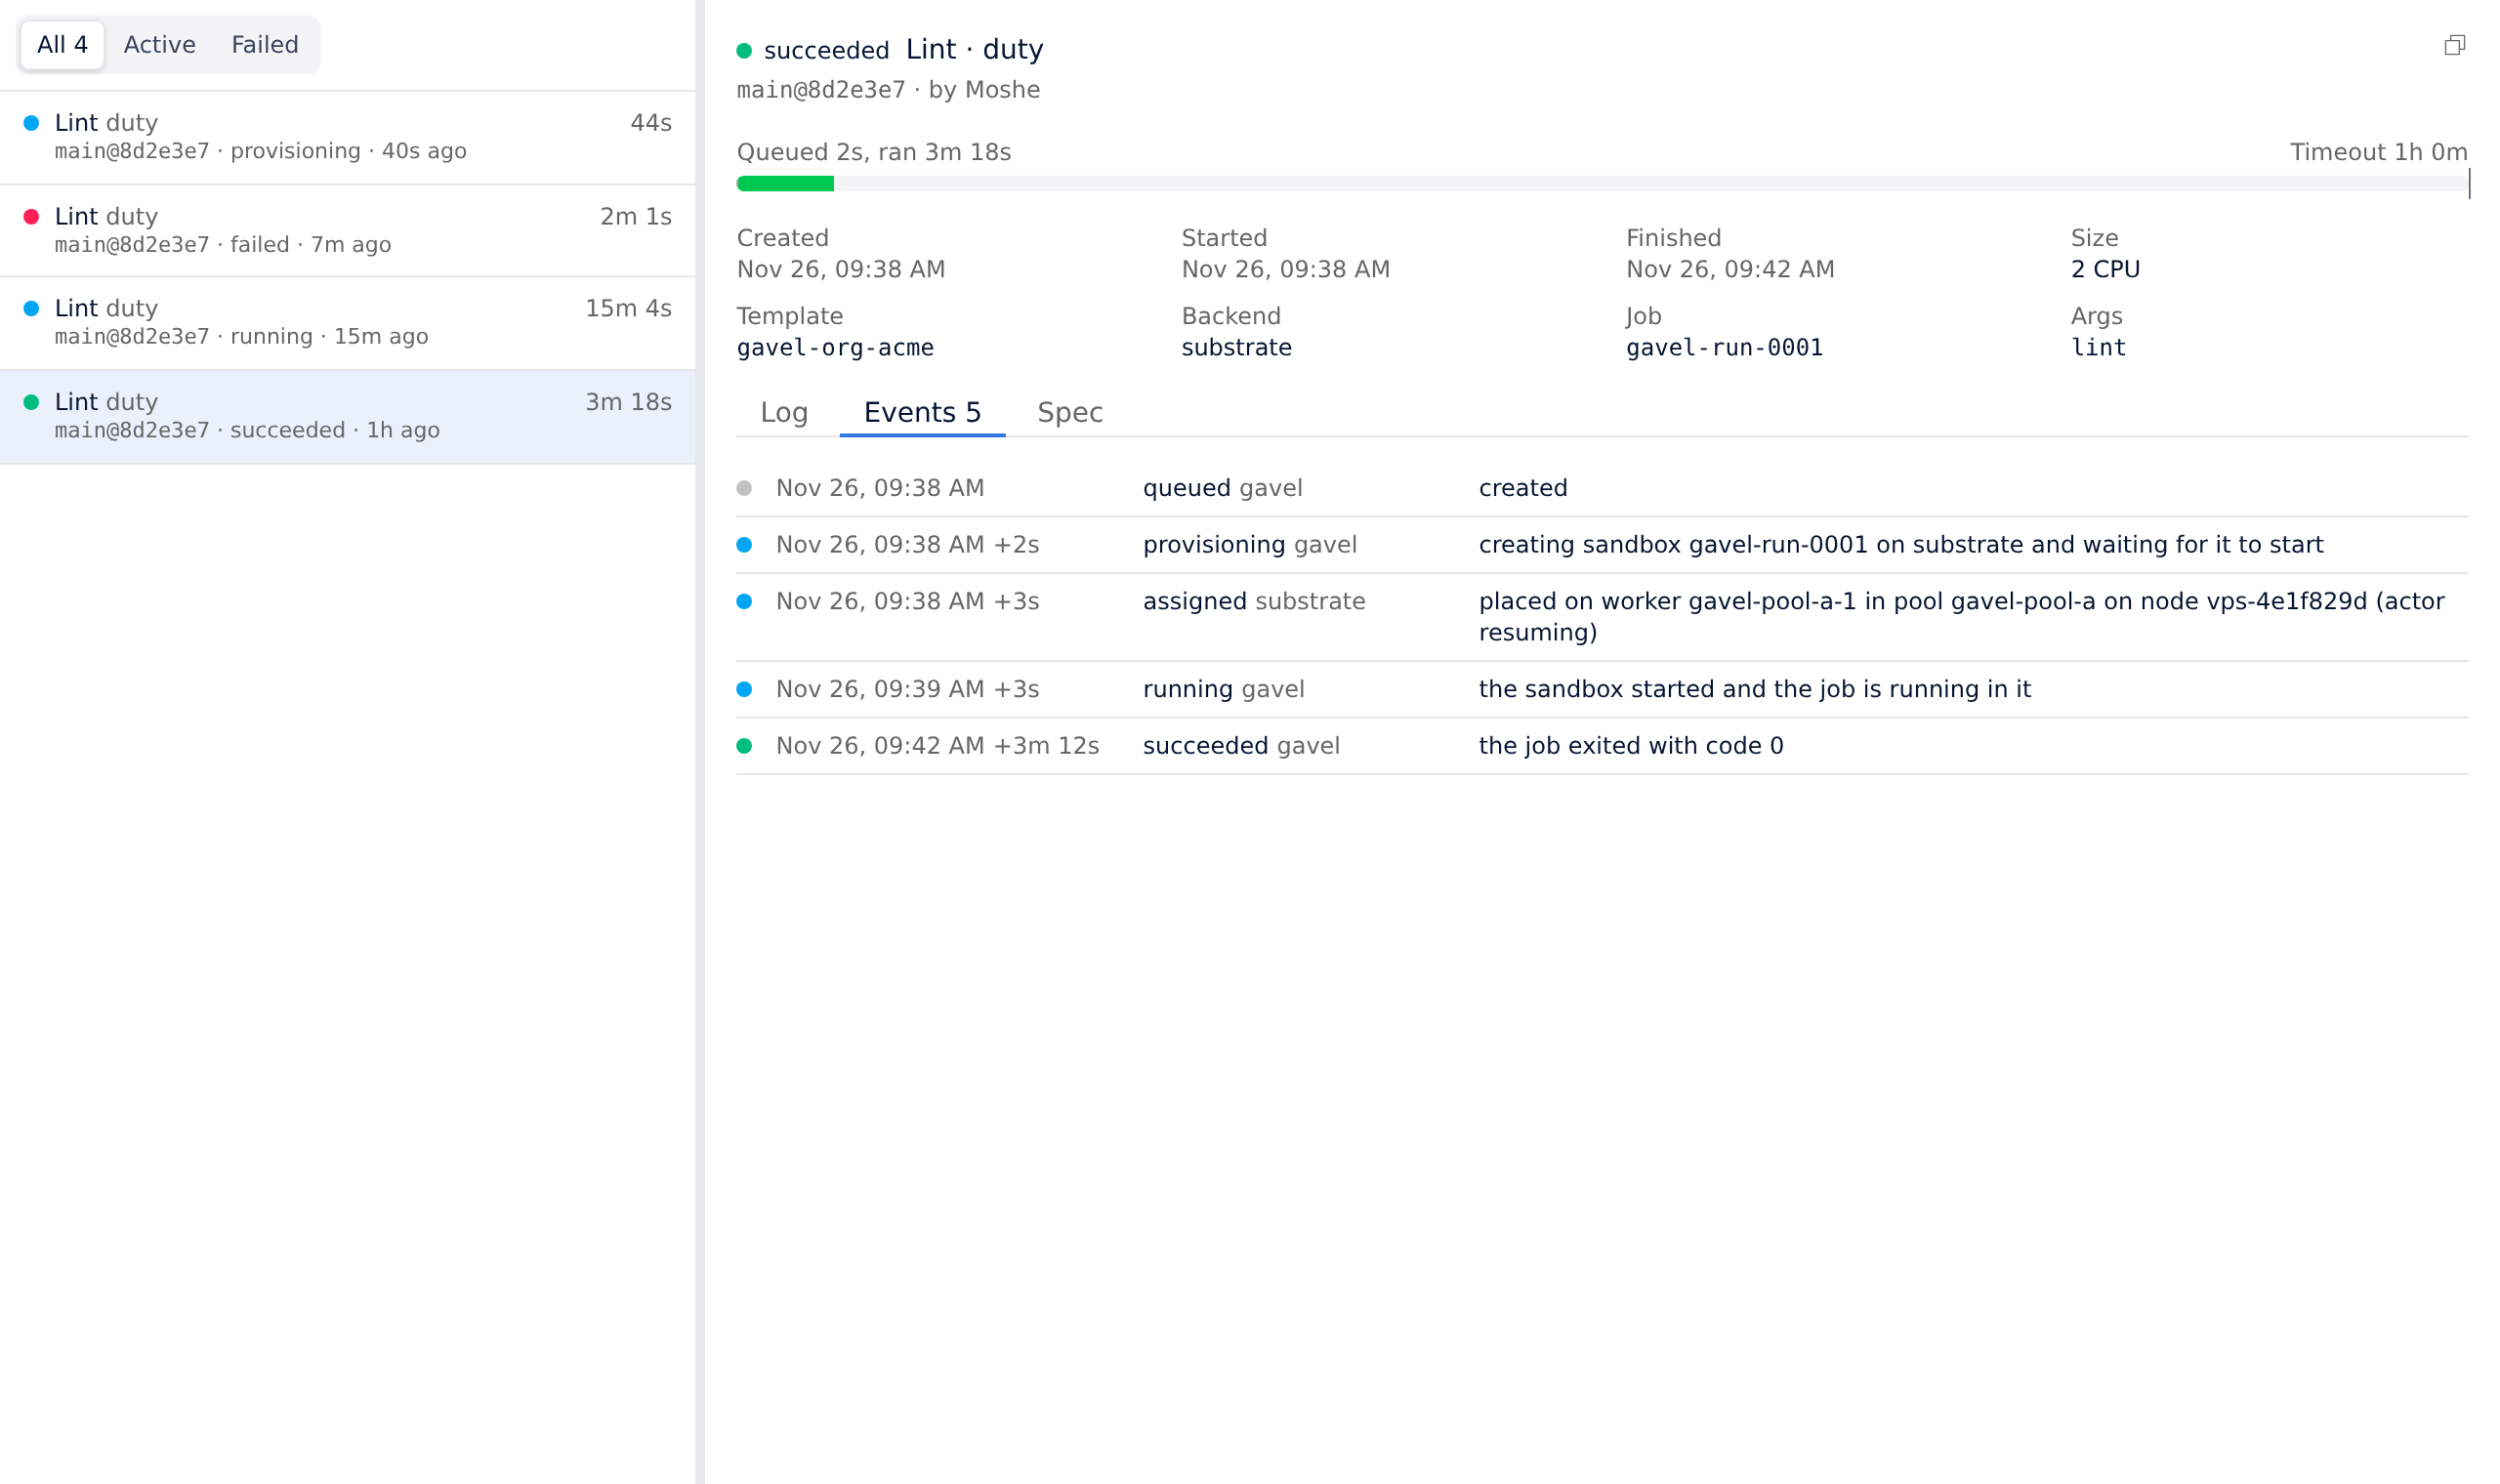 All 4 Active Failed
Lint duty 44s
main@8d2e3e7 · provisioning · 40s ago
Lint duty 2m 1s
main@8d2e3e7 · failed · 7m ago
Lint duty 15m 4s
main@8d2e3e7 · running · 15m ago
Lint duty 3m 18s
main@8d2e3e7 · succeeded · 1h ago
succeeded Lint · duty
main@8d2e3e7 · by Moshe
Queued 2s, ran 3m 18s Timeout 1h 0m
Created Started Finished Size
Nov 26, 09:38 AM Nov 26, 09:38 AM Nov 26, 09:42 AM 2 CPU
Template Backend Job Args
gavel-org-acme substrate gavel-run-0001 lint
Log Events 5 Spec
Nov 26, 09:38 AM queued gavel created
Nov 26, 09:38 AM +2s provisioning gavel creating sandbox gavel-run-0001 on substrate and waiting for it to start
Nov 26, 09:38 AM +3s assigned substrate placed on worker gavel-pool-a-1 in pool gavel-pool-a on node vps-4e1f829d (actor
resuming)
Nov 26, 09:39 AM +3s running gavel the sandbox started and the job is running in it
Nov 26, 09:42 AM +3m 12s succeeded gavel the job exited with code 0